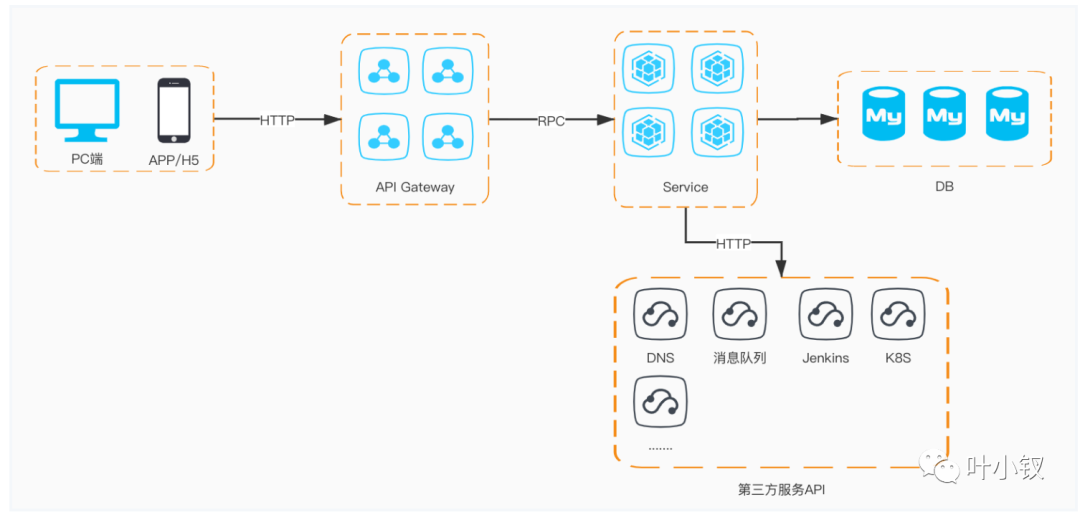 PC端
APP/H5
HTTP
API Gateway
RPC
Service
My
My
My
DB
HTTP
DNS
消息队列
Jenkins
K8S
.......
第三方服务API
叶小钗